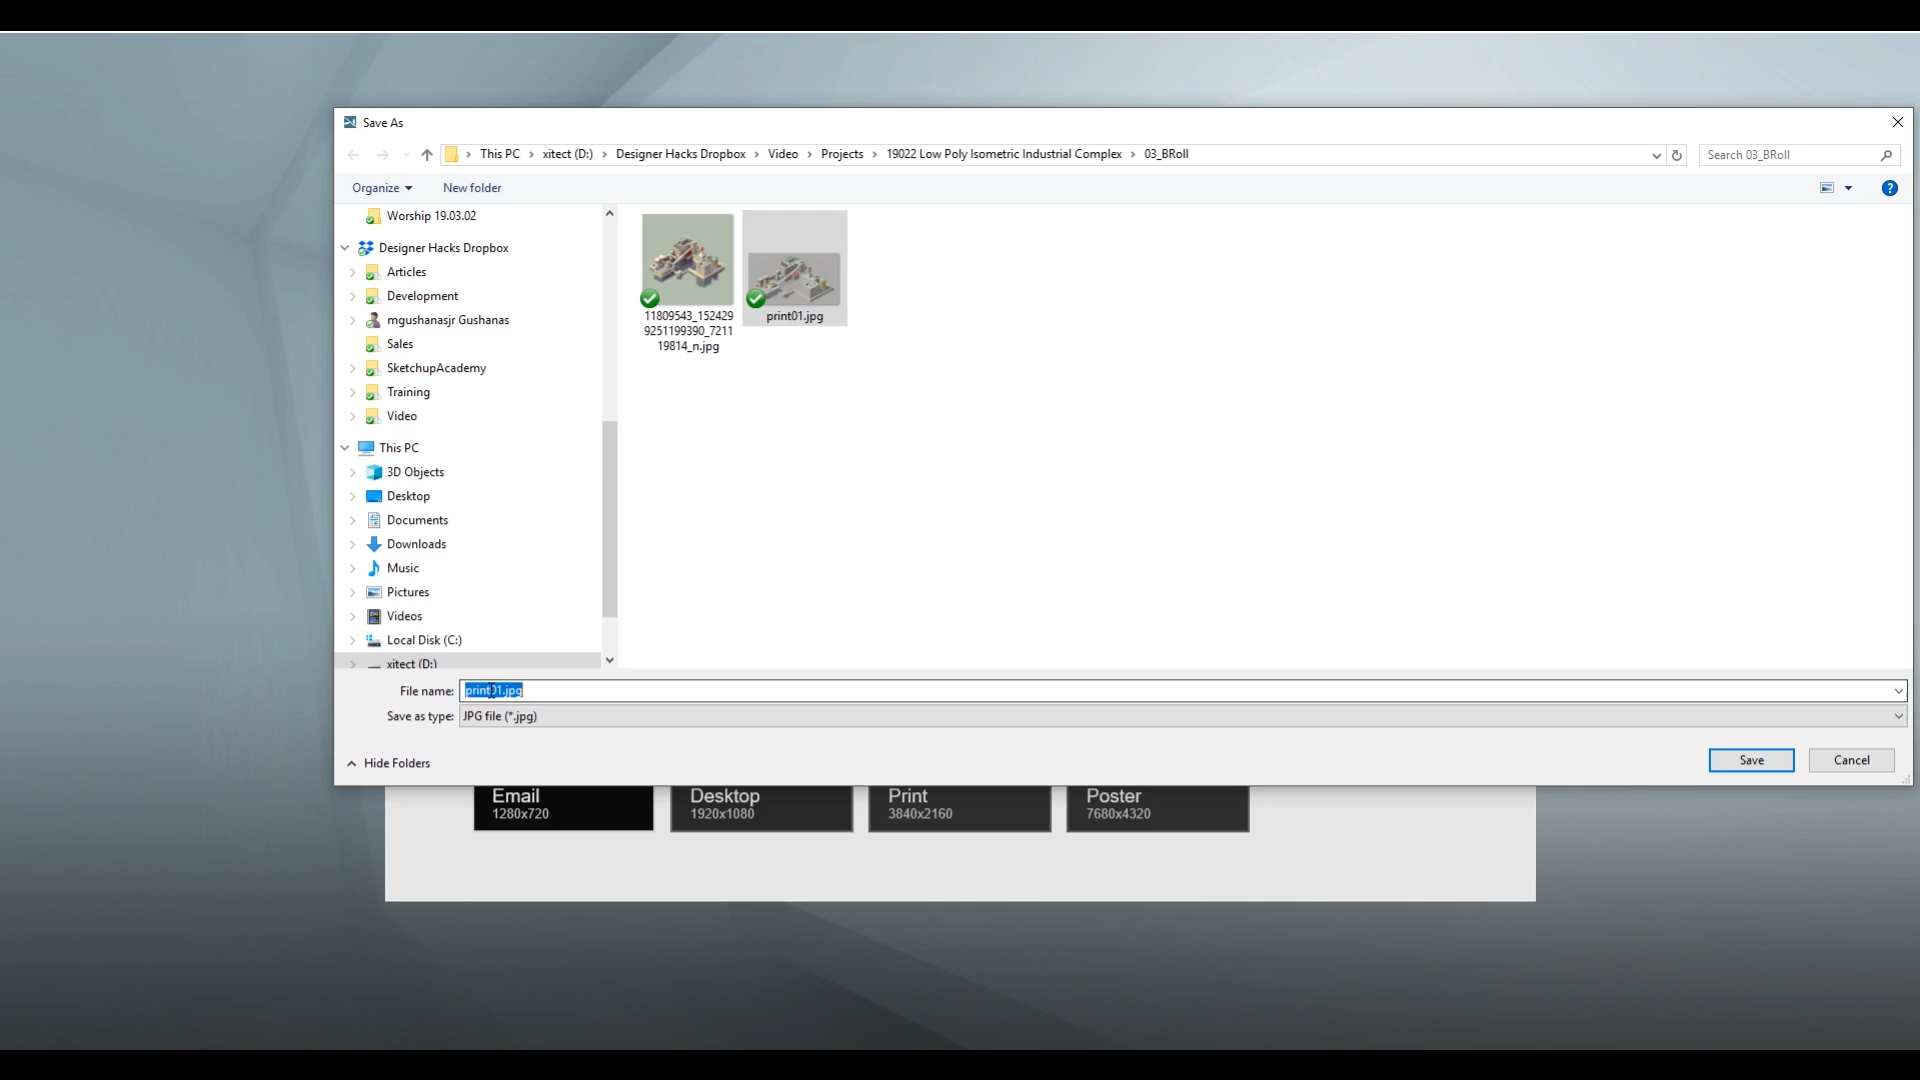 Save As
This PC
xitect (D:)
Designer Hacks Dropbox
Video
Projects
19022 Low Poly Isometric Industrial Complex
03_BRoll
Search 03_BRoll
Organize
New folder
?
Worship 19.03.02
Designer Hacks Dropbox
Articles
Development
mgushanasjr Gushanas
Sales
SketchupAcademy
Training
Video
This PC
3D Objects
Desktop
Documents
Downloads
Music
Pictures
Videos
Local Disk (C:)
xitect (D:)
11809543_152429
9251199390_7211
19814_n.jpg
print01.jpg
File name: print01.jpg
Save as type: JPG file (*.jpg)
Hide Folders
Save
Cancel
Email
1280x720
Desktop
1920x1080
Print
3840x2160
Poster
7680x4320